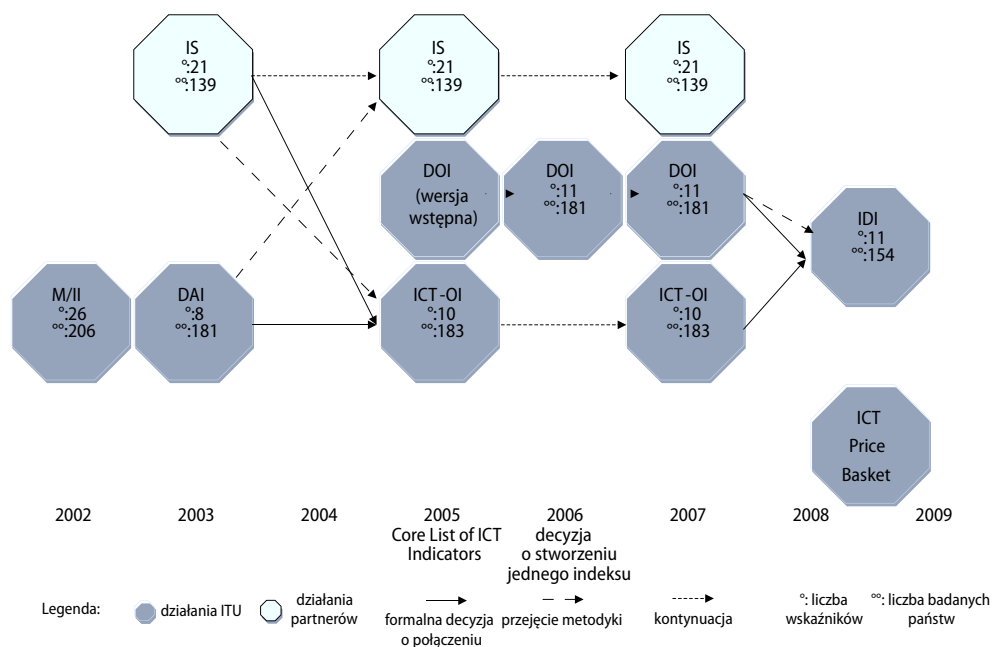 IS
°:21
°°:139
IS
°:21
°°:139
IS
°:21
°°:139
DOI
(wersja
wstępna)
DOI
°:11
°°:181
DOI
°:11
°°:181
IDI
°:11
°°:154
M/II
°:26
°°:206
DAI
°:8
°°:181
ICT-OI
°:10
°°:183
ICT-OI
°:10
°°:183
ICT
Price
Basket
2002 2003 2004 2005 2006 2007 2008 2009
Core List of ICT
Indicators
decyzja
o stworzeniu
jednego indeksu
Legenda:
działania ITU
działania
partnerów
formalna decyzja
o połączeniu
przejęcie metodyki
kontynuacja
°: liczba
wskaźników
°°: liczba badanych
państw